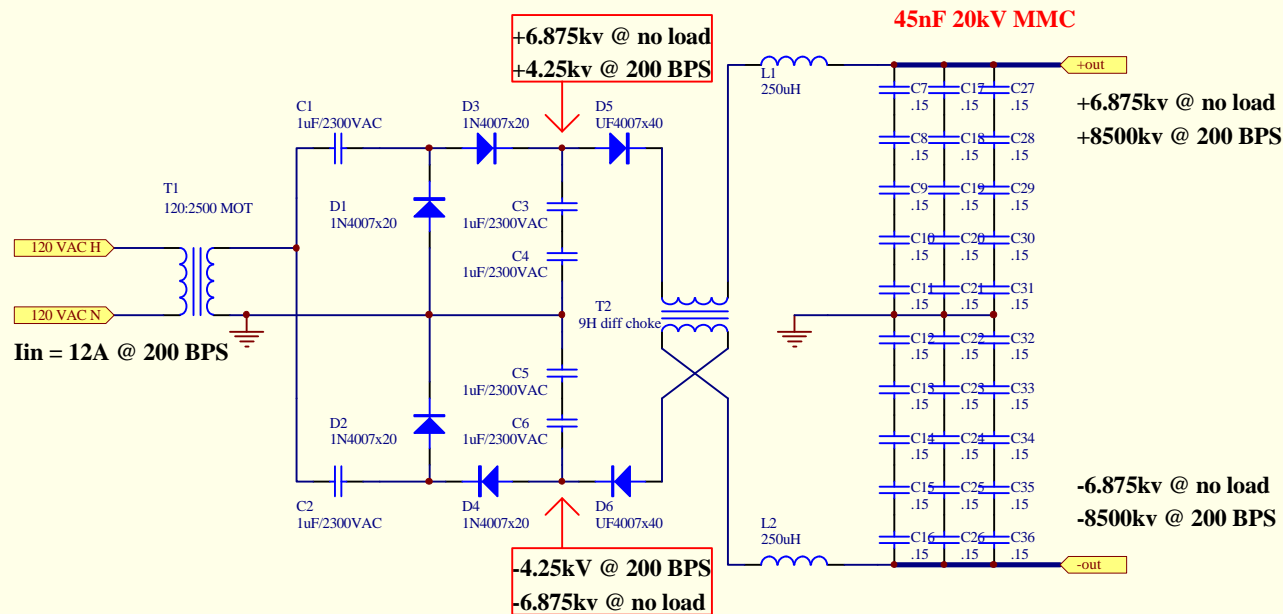 45nF 20kV MMC
+6.875kv @ no load
+4.25kv @ 200 BPS
L1
250uH
+out
+6.875kv @ no load
+8500kv @ 200 BPS
C1
1uF/2300VAC
D3
1N4007x20
D5
UF4007x40
T1
120:2500 MOT
D1
1N4007x20
C3
1uF/2300VAC
C4
1uF/2300VAC
120 VAC H
120 VAC N
Iin = 12A @ 200 BPS
T2
9H diff choke
C5
1uF/2300VAC
D2
1N4007x20
C6
1uF/2300VAC
C2
1uF/2300VAC
D4
1N4007x20
D6
UF4007x40
L2
250uH
C7 C17 C27
.15 .15 .15
C8 C18 C28
.15 .15 .15
C9 C19 C29
.15 .15 .15
C10 C20 C30
.15 .15 .15
C11 C21 C31
.15 .15 .15
C12 C22 C32
.15 .15 .15
C13 C23 C33
.15 .15 .15
C14 C24 C34
.15 .15 .15
C15 C25 C35
.15 .15 .15
C16 C26 C36
.15 .15 .15
-6.875kv @ no load
-8500kv @ 200 BPS
-out
-4.25kV @ 200 BPS
-6.875kv @ no load